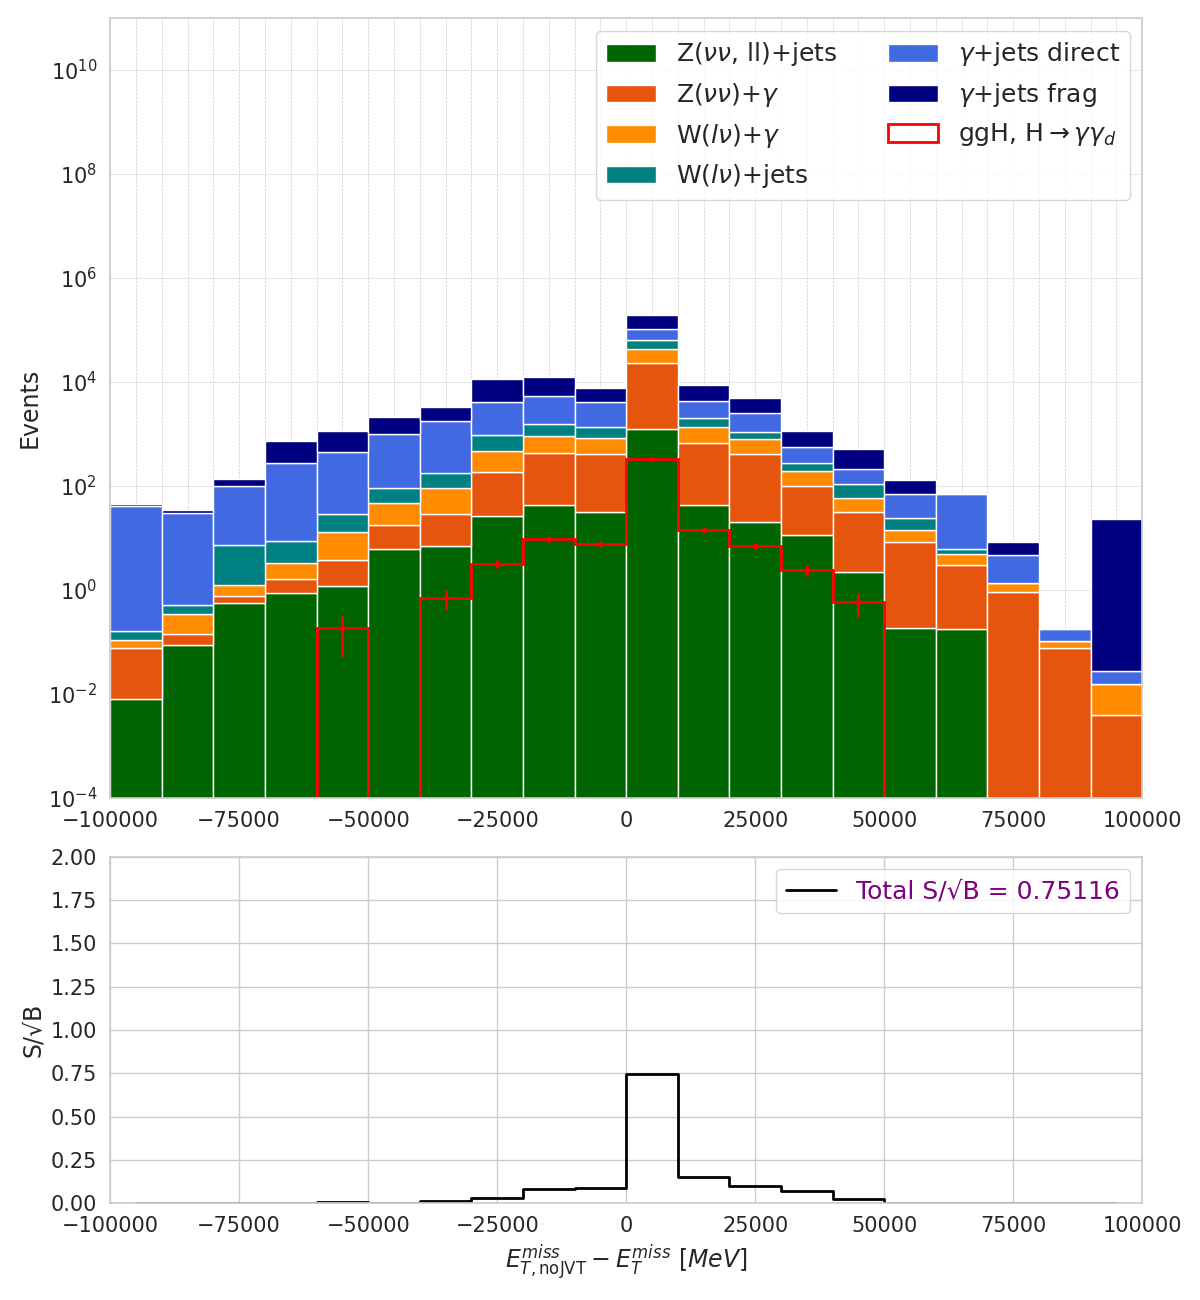 Z(νν, ll)+jets
Z(νν)+γ
W(lν)+γ
W(lν)+jets
γ+jets direct
γ+jets frag
ggH, H→γγ_d
Events
10^10
10^8
10^6
10^4
10^2
10^0
10^−2
10^−4
−100000 −75000 −50000 −25000 0 25000 50000 75000 100000
Total S/√B = 0.75116
S/√B
2.00
1.75
1.50
1.25
1.00
0.75
0.50
0.25
0.00
−100000 −75000 −50000 −25000 0 25000 50000 75000 100000
E_{T,noJVT}^{miss} − E_T^{miss} [MeV]